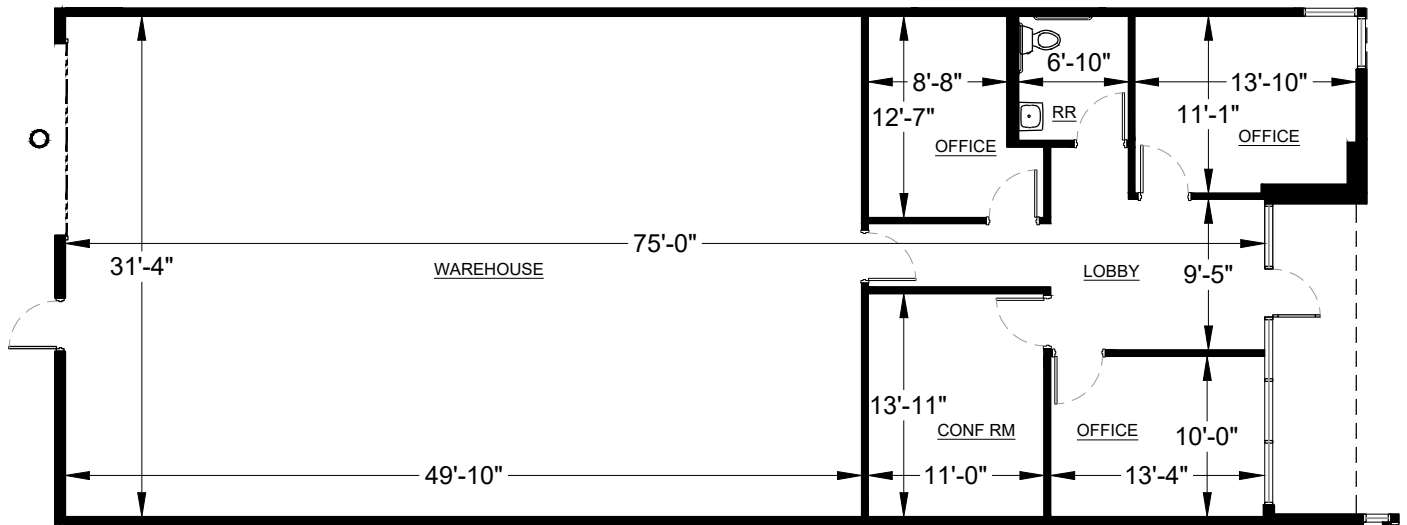 8'-8"
6'-10"
13'-10"
12'-7"
RR
11'-1"
OFFICE
OFFICE
75'-0"
31'-4"
WAREHOUSE
LOBBY
9'-5"
13'-11"
CONF RM
OFFICE
10'-0"
49'-10"
11'-0"
13'-4"